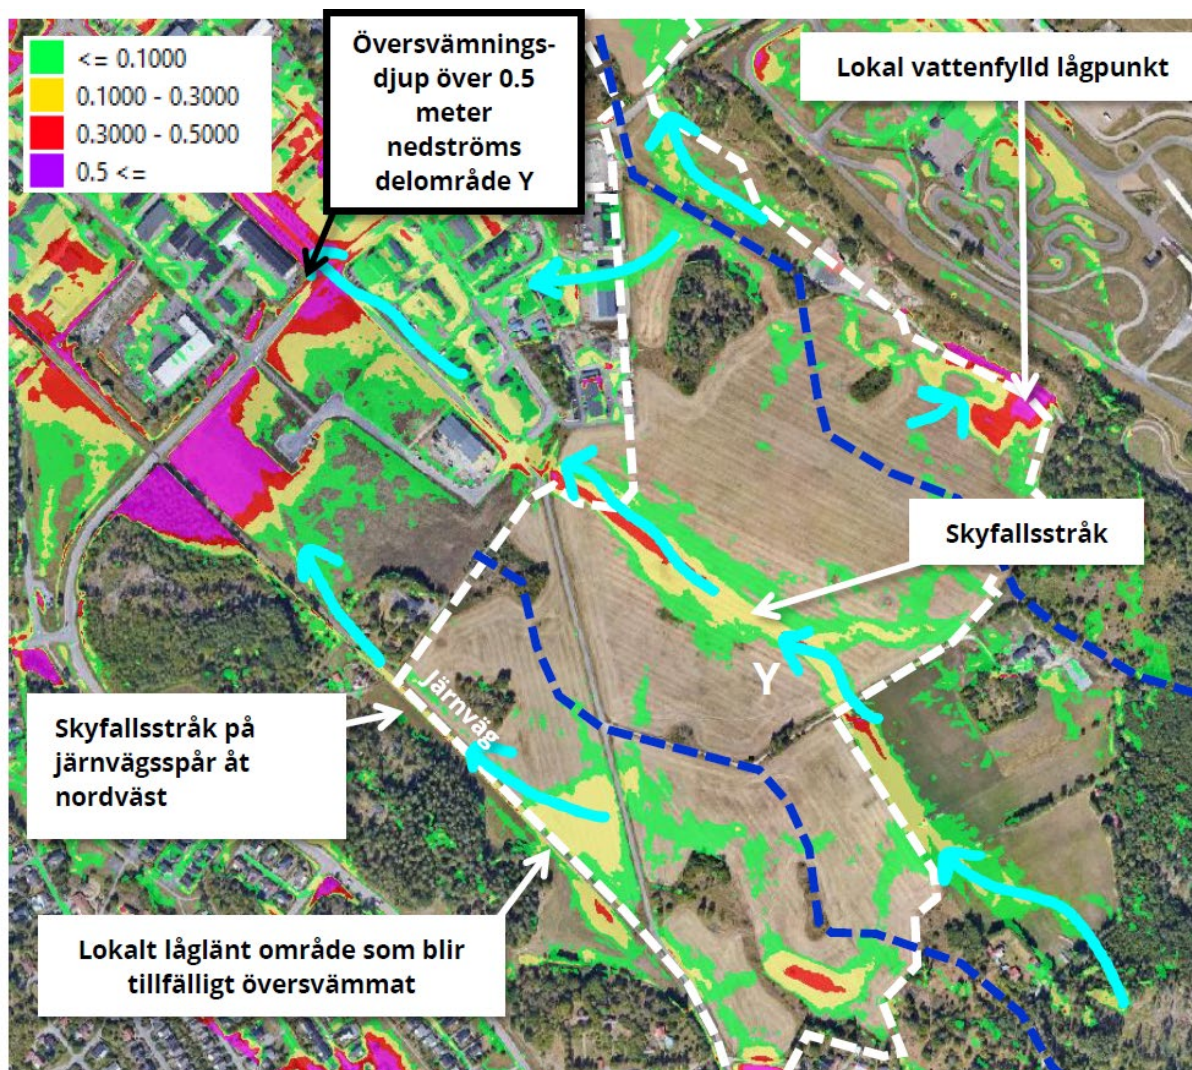 <= 0.1000
0.1000 - 0.3000
0.3000 - 0.5000
0.5 <=
Översvämnings-
djup över 0.5
meter
nedströms
delområde Y
Lokal vattenfylld lågpunkt
Skyfallsstråk
Y
Järnväg
Skyfallsstråk på
järnvägsspår åt
nordväst
Lokalt låglänt område som blir
tillfälligt översvämmat